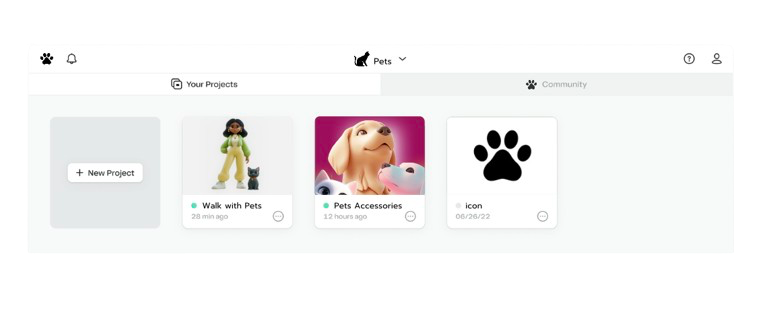 Pets
Your Projects
Community
+ New Project
Walk with Pets
28 min ago
Pets Accessories
12 hours ago
icon
06/26/22